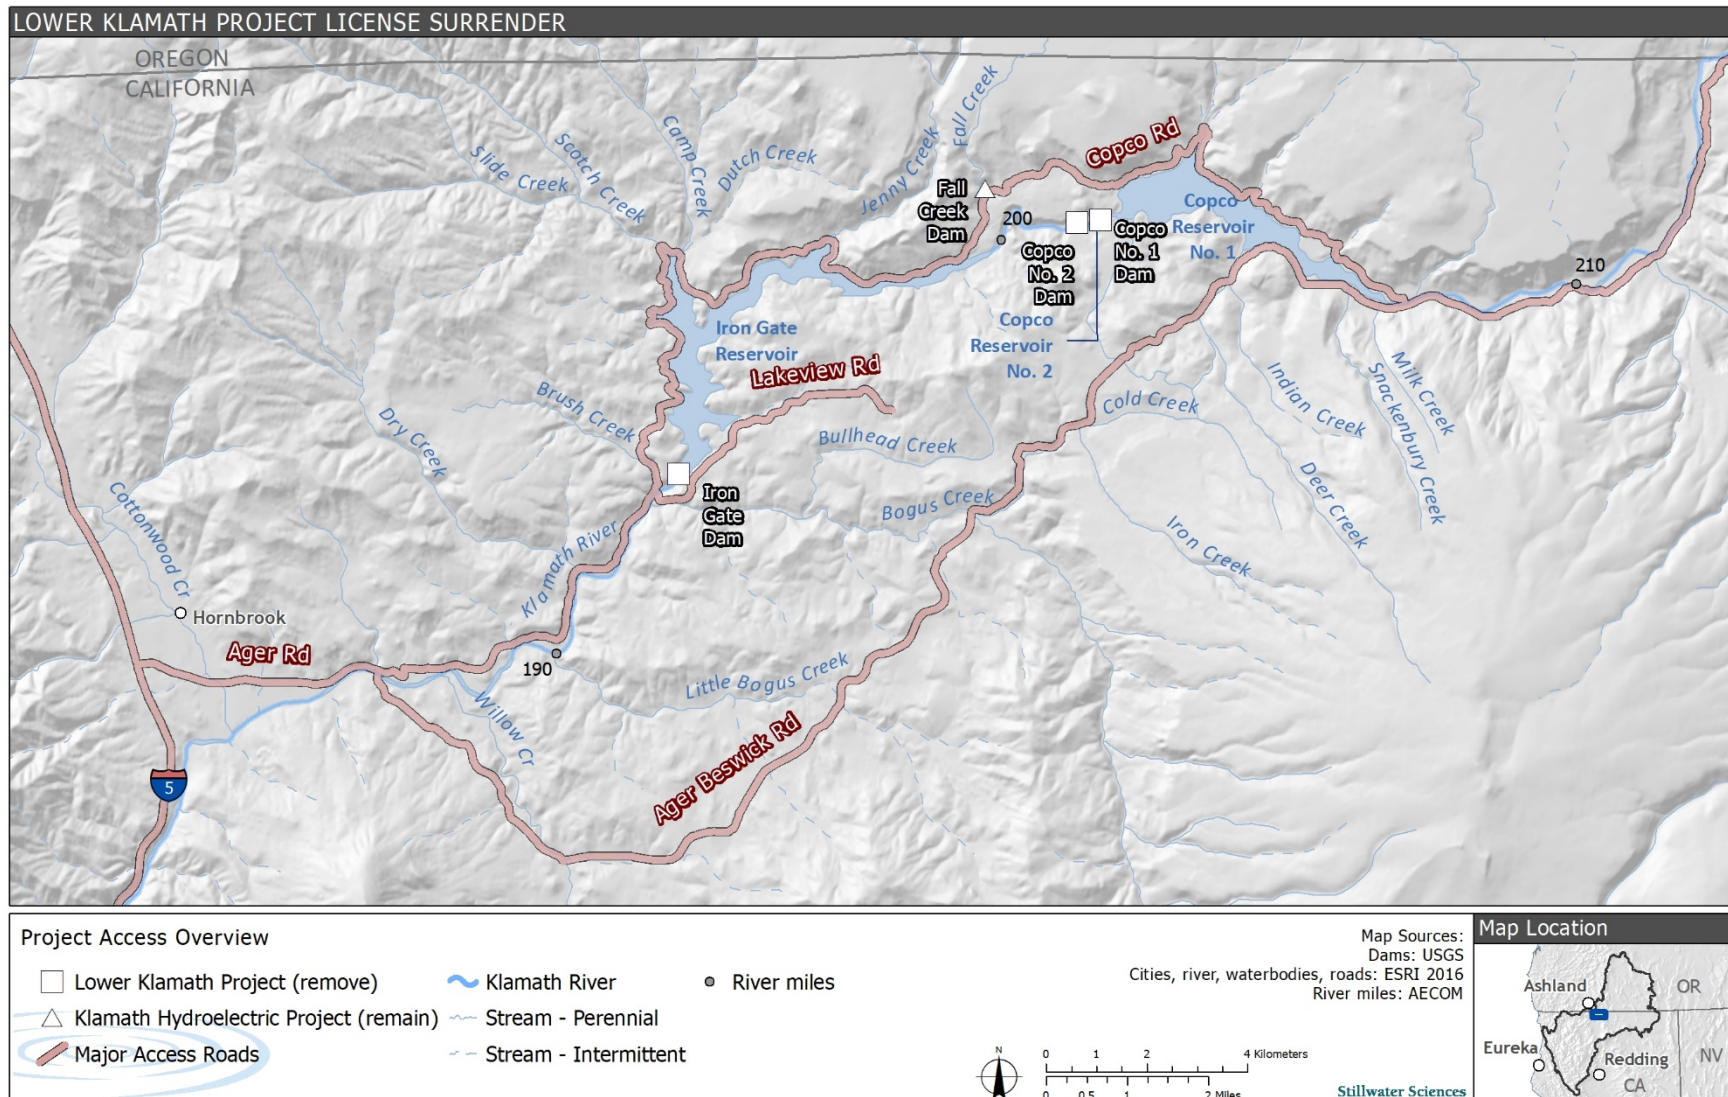 LOWER KLAMATH PROJECT LICENSE SURRENDER
OREGON
CALIFORNIA
Slide Creek
Scotch Creek
Camp Creek
Dutch Creek
Jenny Creek
Fall Creek
Copco Rd
Fall
Creek
Dam
200
Copco
No. 2
Dam
Copco
No. 1
Dam
Copco
Reservoir
No. 1
210
Copco
Reservoir
No. 2
Iron Gate
Reservoir
Lakeview Rd
Brush Creek
Dry Creek
Bullhead Creek
Cold Creek
Indian Creek
Milk Creek
Snackenbury Creek
Deer Creek
Iron Creek
Bogus Creek
Iron
Gate
Dam
Klamath River
Cottonwood Cr
Hornbrook
Ager Rd
190
Willow Cr
Little Bogus Creek
Ager Beswick Rd
5
Project Access Overview
Lower Klamath Project (remove)
Klamath Hydroelectric Project (remain)
Major Access Roads
Klamath River
Stream - Perennial
Stream - Intermittent
River miles
Map Sources:
Dams: USGS
Cities, river, waterbodies, roads: ESRI 2016
River miles: AECOM
N
0 1 2 4 Kilometers
0 0.5 1 2 Miles
Stillwater Sciences
Map Location
Ashland
OR
Eureka
Redding
NV
CA